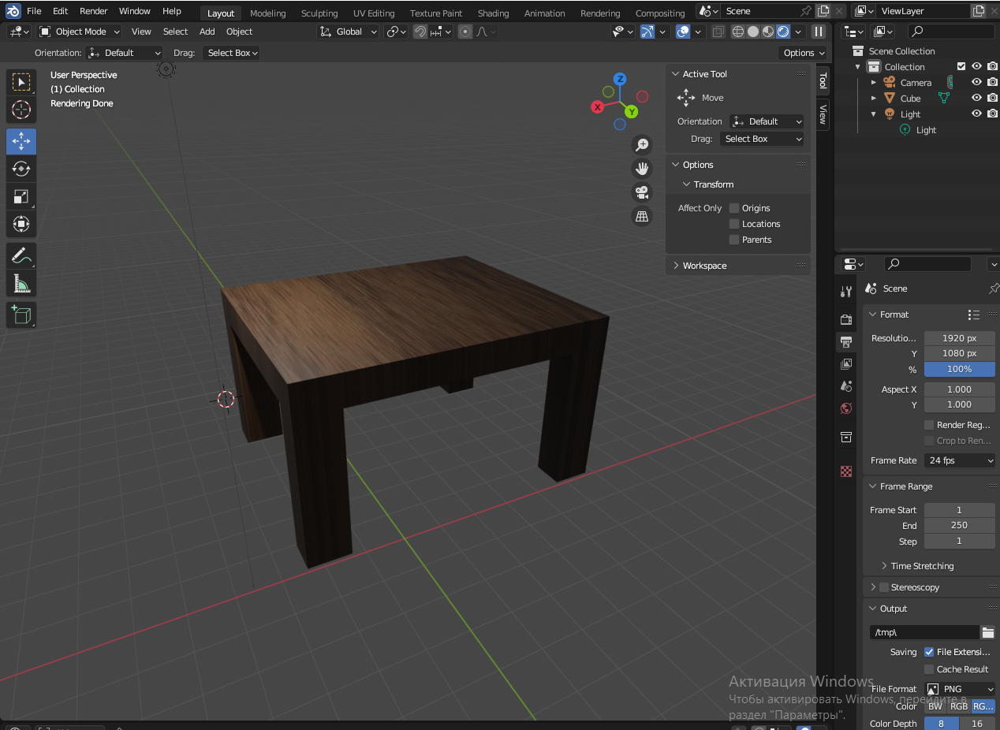 File Edit Render Window Help Layout Modeling Sculpting UV Editing Texture Paint Shading Animation Rendering Compositing Scene ViewLayer
Object Mode View Select Add Object Global
Orientation: Default Drag: Select Box Options
User Perspective
(1) Collection
Rendering Done
Z
X
Y
Active Tool
Move
Orientation Default
Drag: Select Box
Options
Transform
Affect Only Origins
Locations
Parents
Workspace
Tool
View
Scene Collection
Collection
Camera
Cube
Light
Light
Scene
Format
Resolutio... 1920 px
Y 1080 px
% 100%
Aspect X 1.000
Y 1.000
Render Reg...
Crop to Ren...
Frame Rate 24 fps
Frame Range
Frame Start 1
End 250
Step 1
Time Stretching
Stereoscopy
Output
/tmp\
Saving File Extensi...
Cache Result
File Format PNG
Color BW RGB RG...
Color Depth 8 16
Активация Windows
Чтобы активировать Windows, перейдите в
раздел "Параметры".